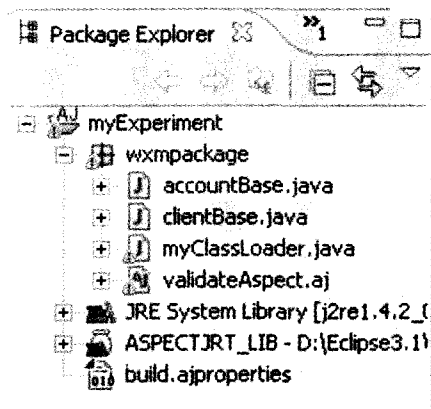 Package Explorer
»1
myExperiment
wxmpackage
accountBase.java
clientBase.java
myClassLoader.java
validateAspect.aj
JRE System Library [j2re1.4.2_(
ASPECTJRT_LIB - D:\Eclipse3.1\
build.ajproperties